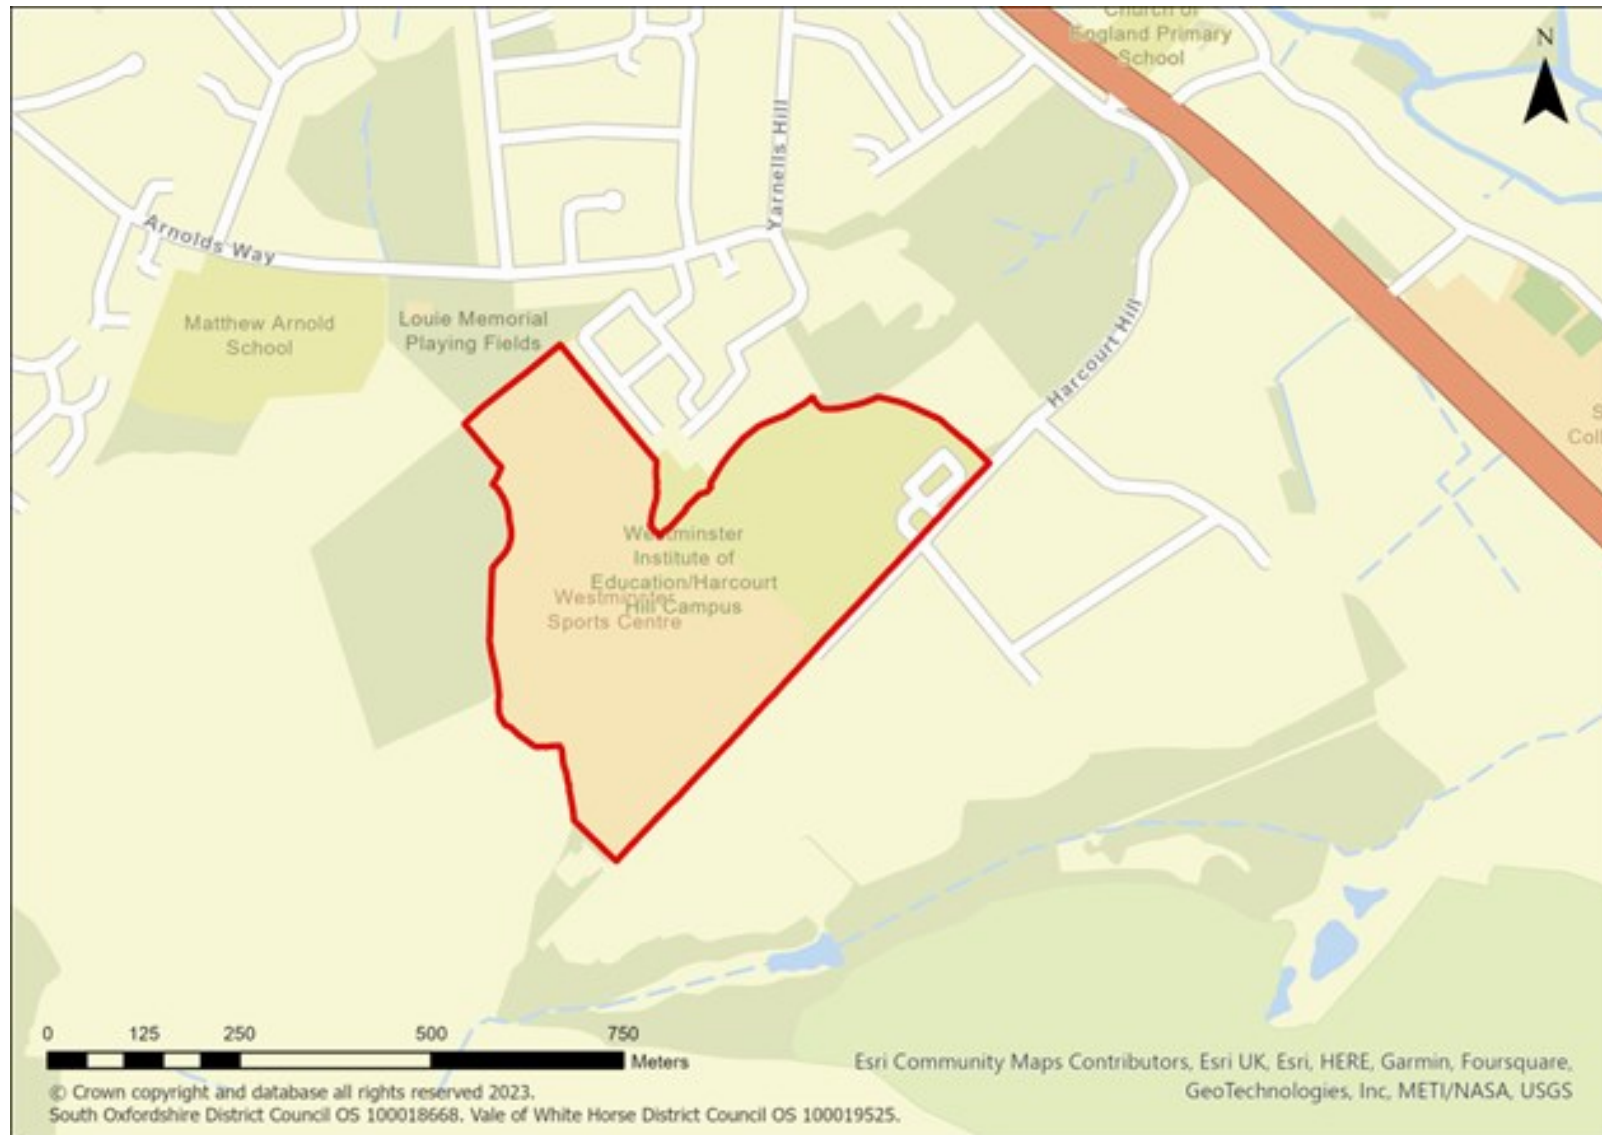 Church of
England Primary
School
N
Yarnells Hill
Arnolds Way
Harcourt Hill
Matthew Arnold
School
Louie Memorial
Playing Fields
Westminster
Institute of
Education/Harcourt
Hill Campus
Westminster
Sports Centre
S
Coll
0 125 250 500 750
Meters
Esri Community Maps Contributors, Esri UK, Esri, HERE, Garmin, Foursquare,
GeoTechnologies, Inc, METI/NASA, USGS
© Crown copyright and database all rights reserved 2023.
South Oxfordshire District Council OS 100018668. Vale of White Horse District Council OS 100019525.